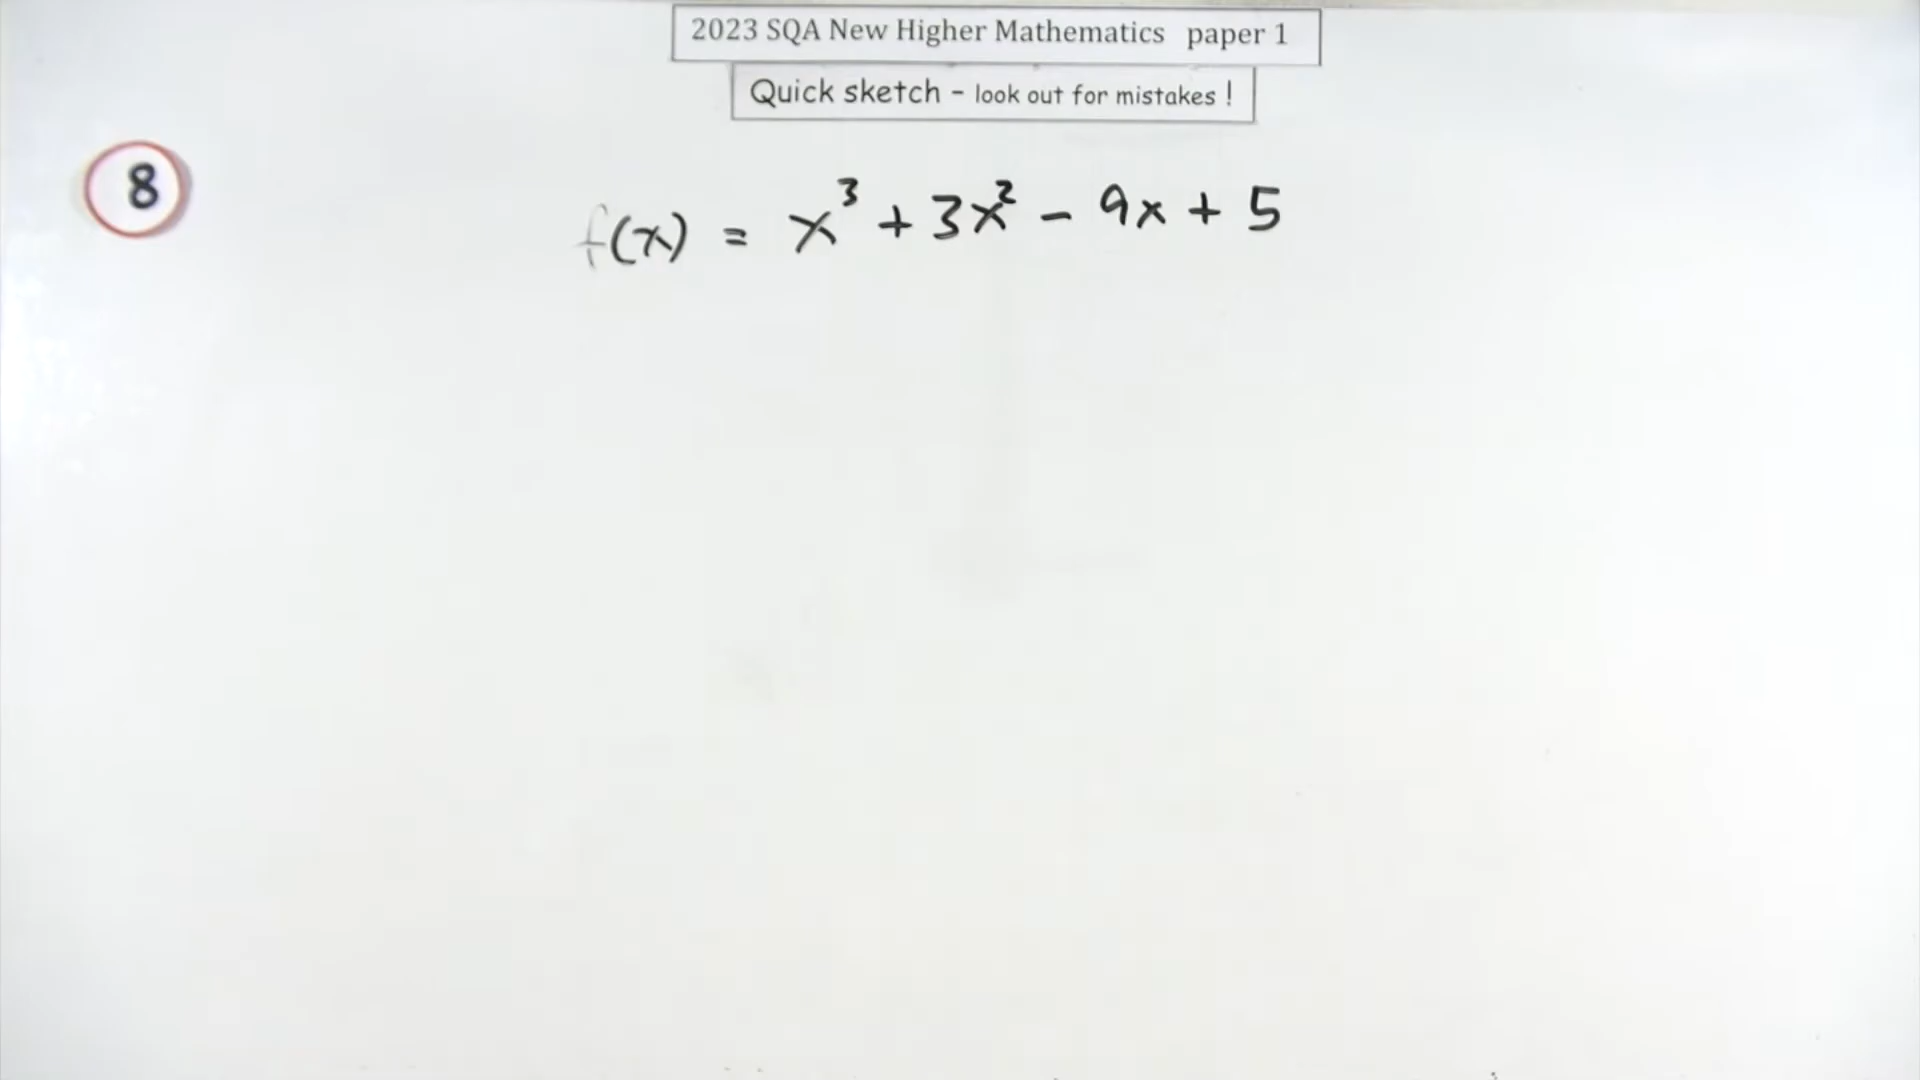 2023 SQA New Higher Mathematics paper 1
Quick sketch - look out for mistakes !
8
f(x) = x³ + 3x² - 9x + 5